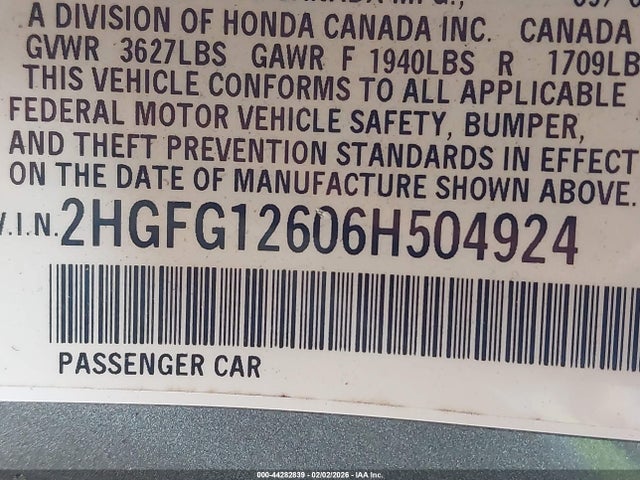 A DIVISION OF HONDA CANADA INC. CANADA
GVWR 3627LBS GAWR F 1940LBS R 1709LB
THIS VEHICLE CONFORMS TO ALL APPLICABLE
FEDERAL MOTOR VEHICLE SAFETY, BUMPER,
AND THEFT PREVENTION STANDARDS IN EFFECT
ON THE DATE OF MANUFACTURE SHOWN ABOVE.
V.I.N. 2HGFG12606H504924
PASSENGER CAR
000-44282839 - 02/02/2026 - IAA Inc.